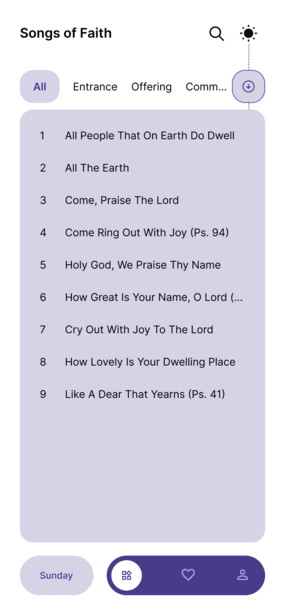 Songs of Faith
All Entrance Offering Comm...
1 All People That On Earth Do Dwell
2 All The Earth
3 Come, Praise The Lord
4 Come Ring Out With Joy (Ps. 94)
5 Holy God, We Praise Thy Name
6 How Great Is Your Name, O Lord (...
7 Cry Out With Joy To The Lord
8 How Lovely Is Your Dwelling Place
9 Like A Dear That Yearns (Ps. 41)
Sunday